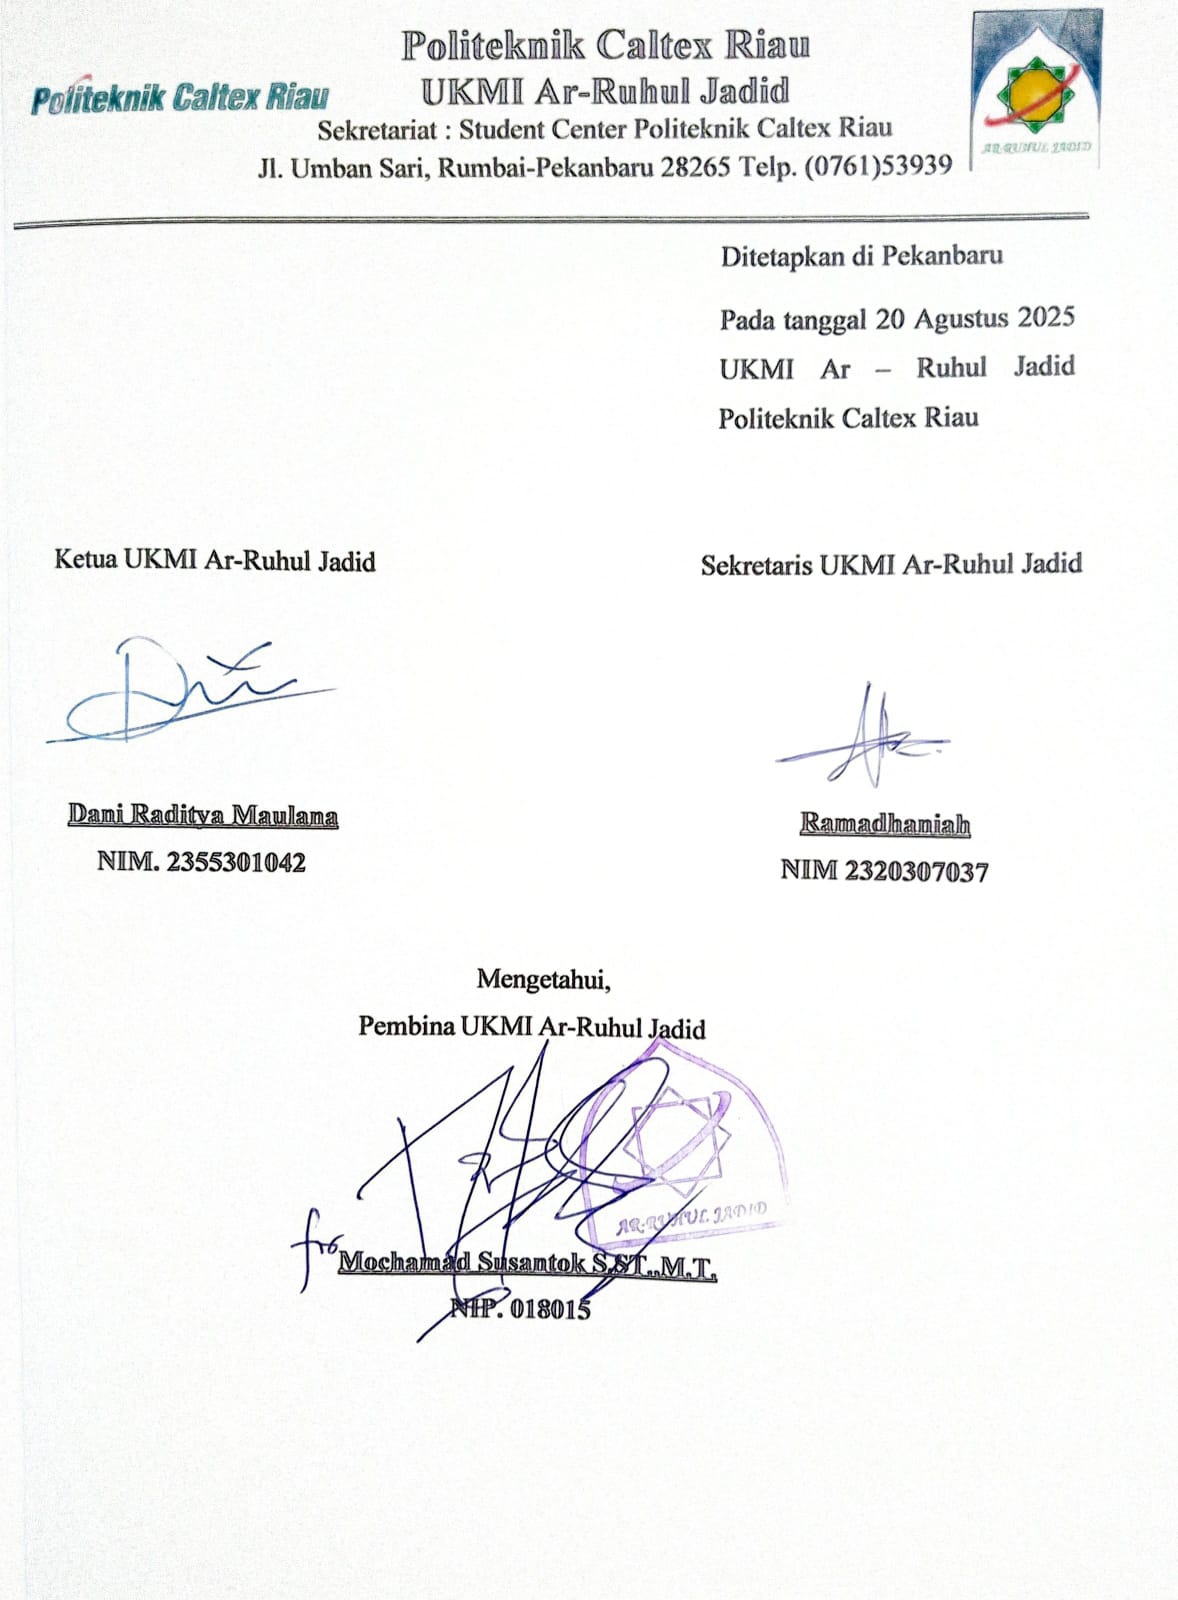 Politeknik Caltex Riau
Politeknik Caltex Riau
UKMI Ar-Ruhul Jadid
Sekretariat : Student Center Politeknik Caltex Riau
Jl. Umban Sari, Rumbai-Pekanbaru 28265 Telp. (0761)53939
AR-RUHUL JADID
Ditetapkan di Pekanbaru
Pada tanggal 20 Agustus 2025
UKMI Ar – Ruhul Jadid
Politeknik Caltex Riau
Ketua UKMI Ar-Ruhul Jadid
Sekretaris UKMI Ar-Ruhul Jadid
Dani Raditya Maulana
NIM. 2355301042
Ramadhaniah
NIM 2320307037
Mengetahui,
Pembina UKMI Ar-Ruhul Jadid
AR-RUHUL JADID
Mochamad Susantok S.ST.,M.T.
NIP. 018015